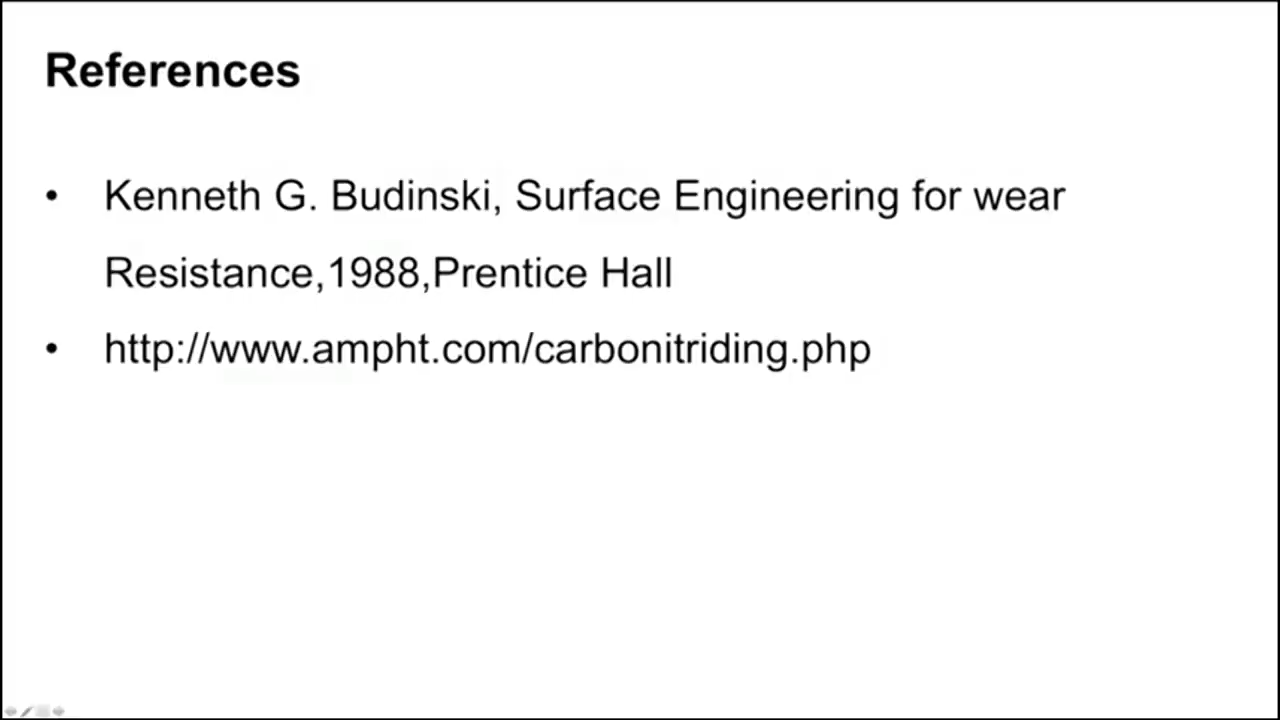 References
• Kenneth G. Budinski, Surface Engineering for wear
Resistance,1988,Prentice Hall
• http://www.ampht.com/carbonitriding.php